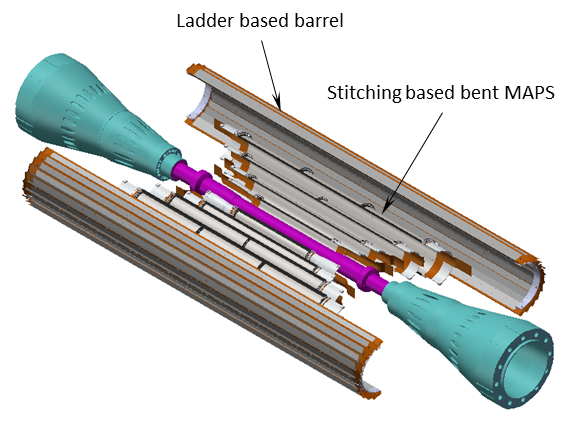 Ladder based barrel
Stitching based bent MAPS